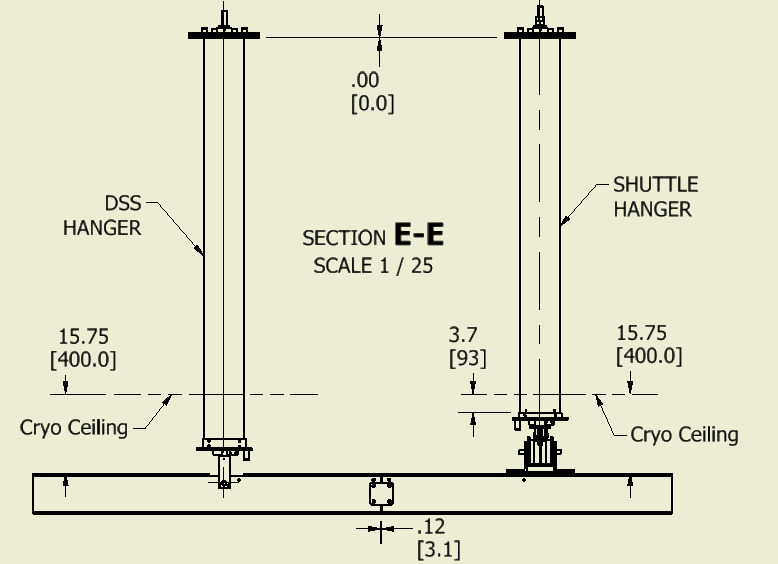 .00
[0.0]
DSS
HANGER
SHUTTLE
HANGER
SECTION E-E
SCALE 1 / 25
15.75
[400.0]
3.7
[93]
15.75
[400.0]
Cryo Ceiling
Cryo Ceiling
.12
[3.1]